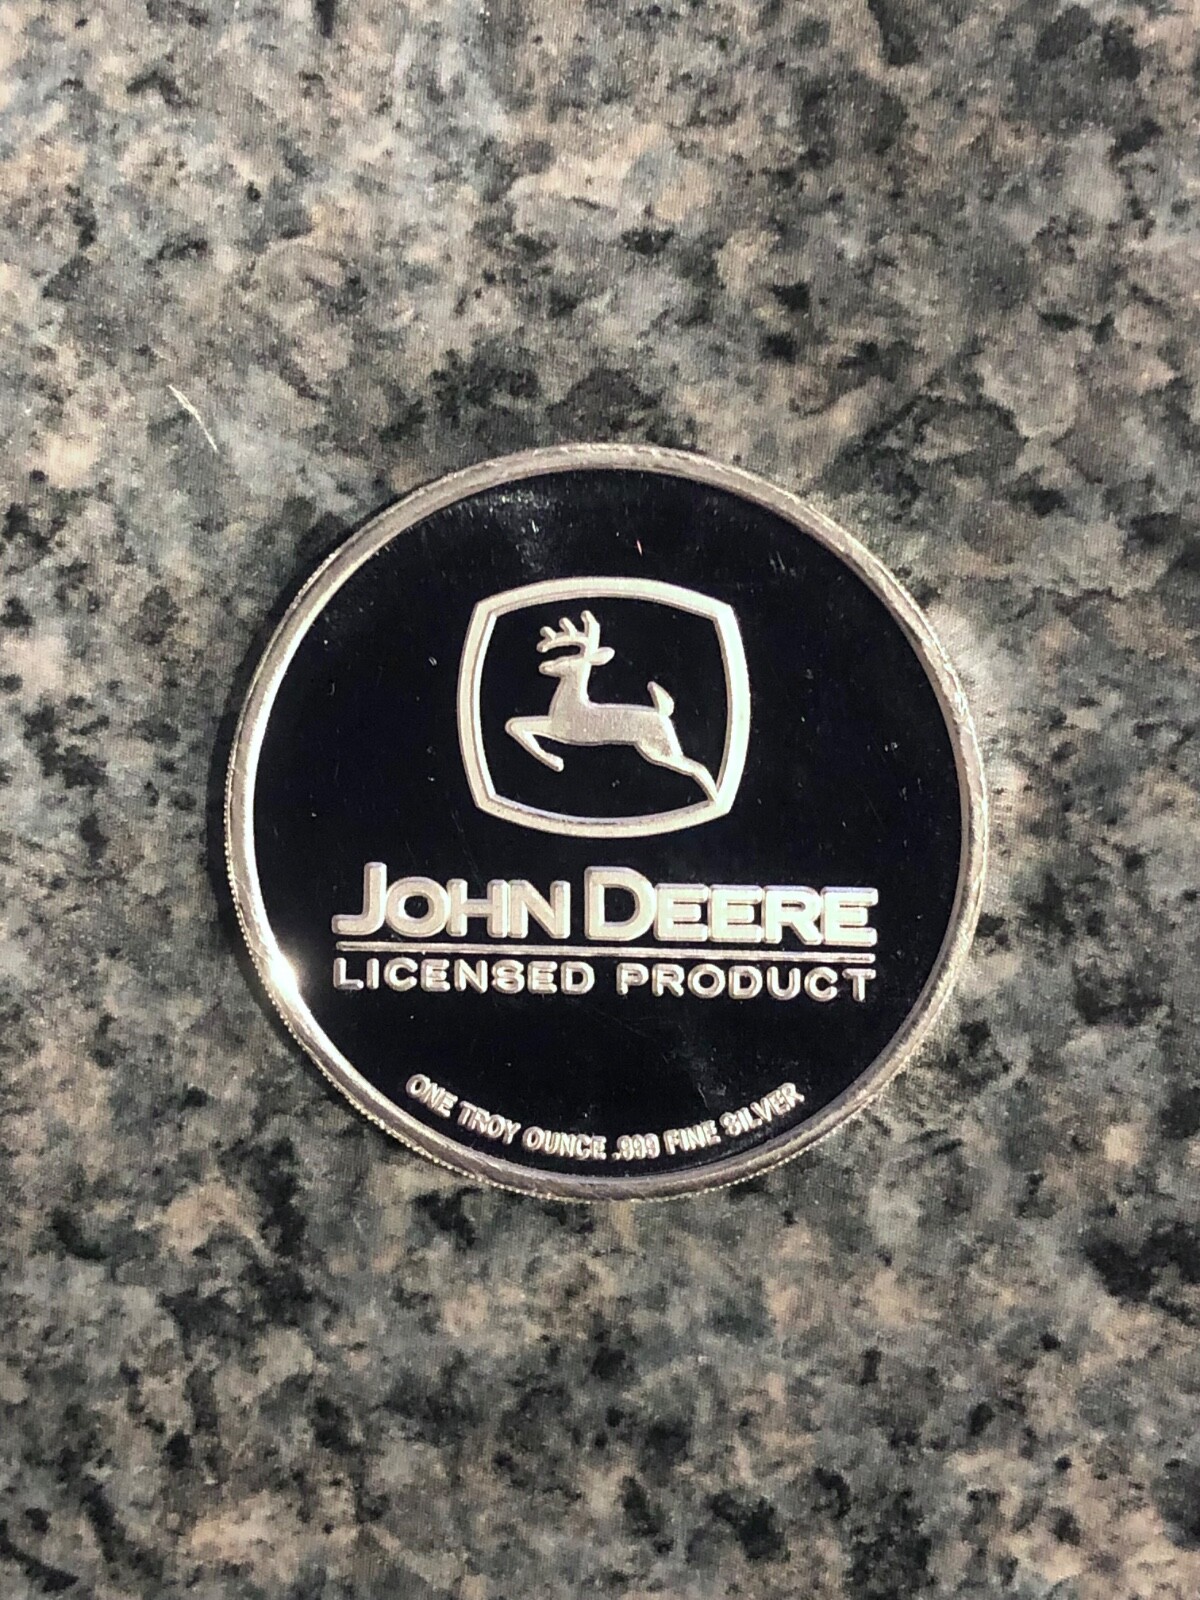 JOHN DEERE
LICENSED PRODUCT
ONE TROY OUNCE .999 FINE SILVER